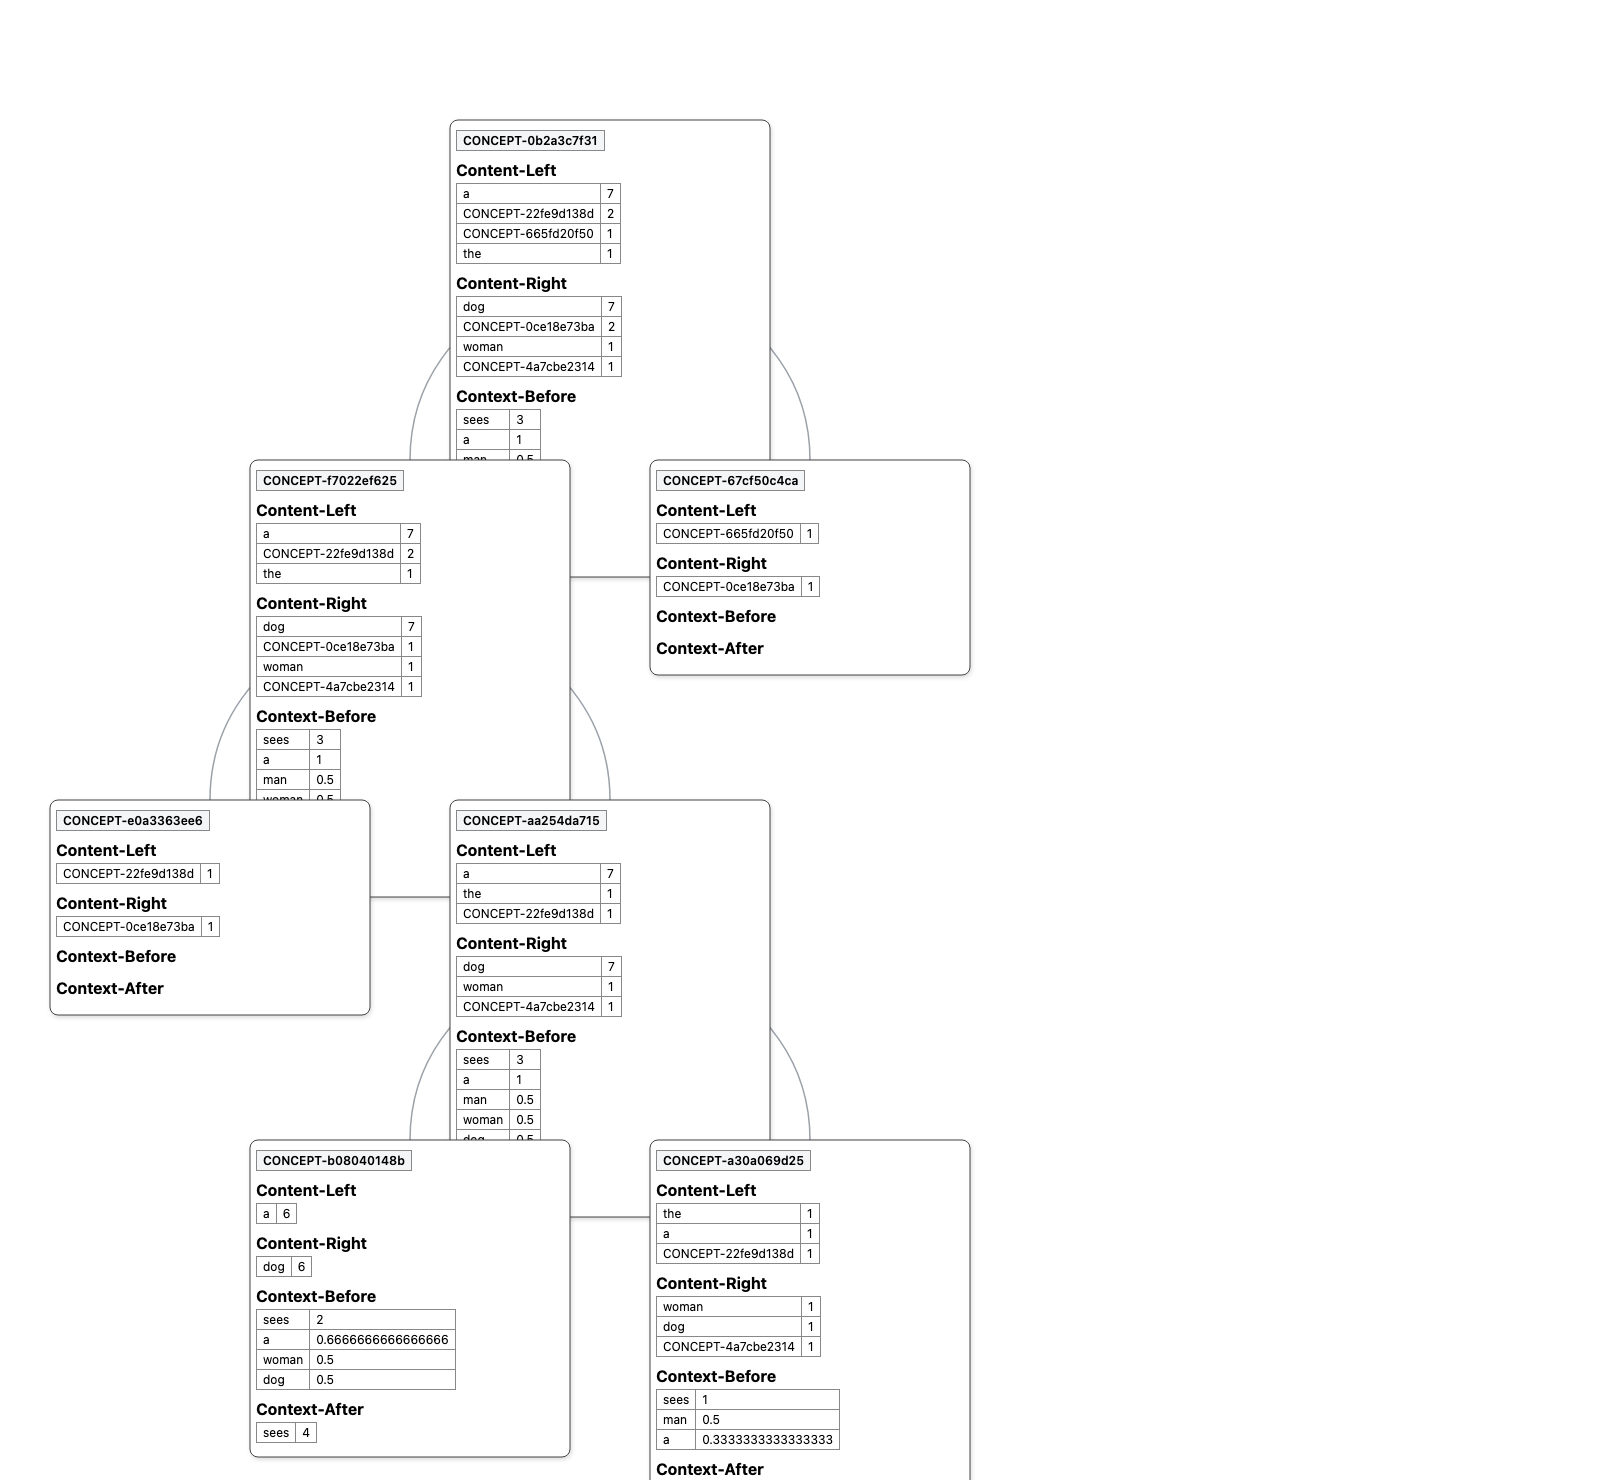 CONCEPT-0b2a3c7f31
Content-Left
a 7
CONCEPT-22fe9d138d 2
CONCEPT-665fd20f50 1
the 1
Content-Right
dog 7
CONCEPT-0ce18e73ba 2
woman 1
CONCEPT-4a7cbe2314 1
Context-Before
sees 3
a 1
man 0.5
CONCEPT-f7022ef625
Content-Left
a 7
CONCEPT-22fe9d138d 2
the 1
Content-Right
dog 7
CONCEPT-0ce18e73ba 1
woman 1
CONCEPT-4a7cbe2314 1
Context-Before
sees 3
a 1
man 0.5
woman 0.5
CONCEPT-67cf50c4ca
Content-Left
CONCEPT-665fd20f50 1
Content-Right
CONCEPT-0ce18e73ba 1
Context-Before
Context-After
CONCEPT-e0a3363ee6
Content-Left
CONCEPT-22fe9d138d 1
Content-Right
CONCEPT-0ce18e73ba 1
Context-Before
Context-After
CONCEPT-aa254da715
Content-Left
a 7
the 1
CONCEPT-22fe9d138d 1
Content-Right
dog 7
woman 1
CONCEPT-4a7cbe2314 1
Context-Before
sees 3
a 1
man 0.5
woman 0.5
dog 0.5
CONCEPT-b08040148b
Content-Left
a 6
Content-Right
dog 6
Context-Before
sees 2
a 0.6666666666666666
woman 0.5
dog 0.5
Context-After
sees 4
CONCEPT-a30a069d25
Content-Left
the 1
a 1
CONCEPT-22fe9d138d 1
Content-Right
woman 1
dog 1
CONCEPT-4a7cbe2314 1
Context-Before
sees 1
man 0.5
a 0.3333333333333333
Context-After